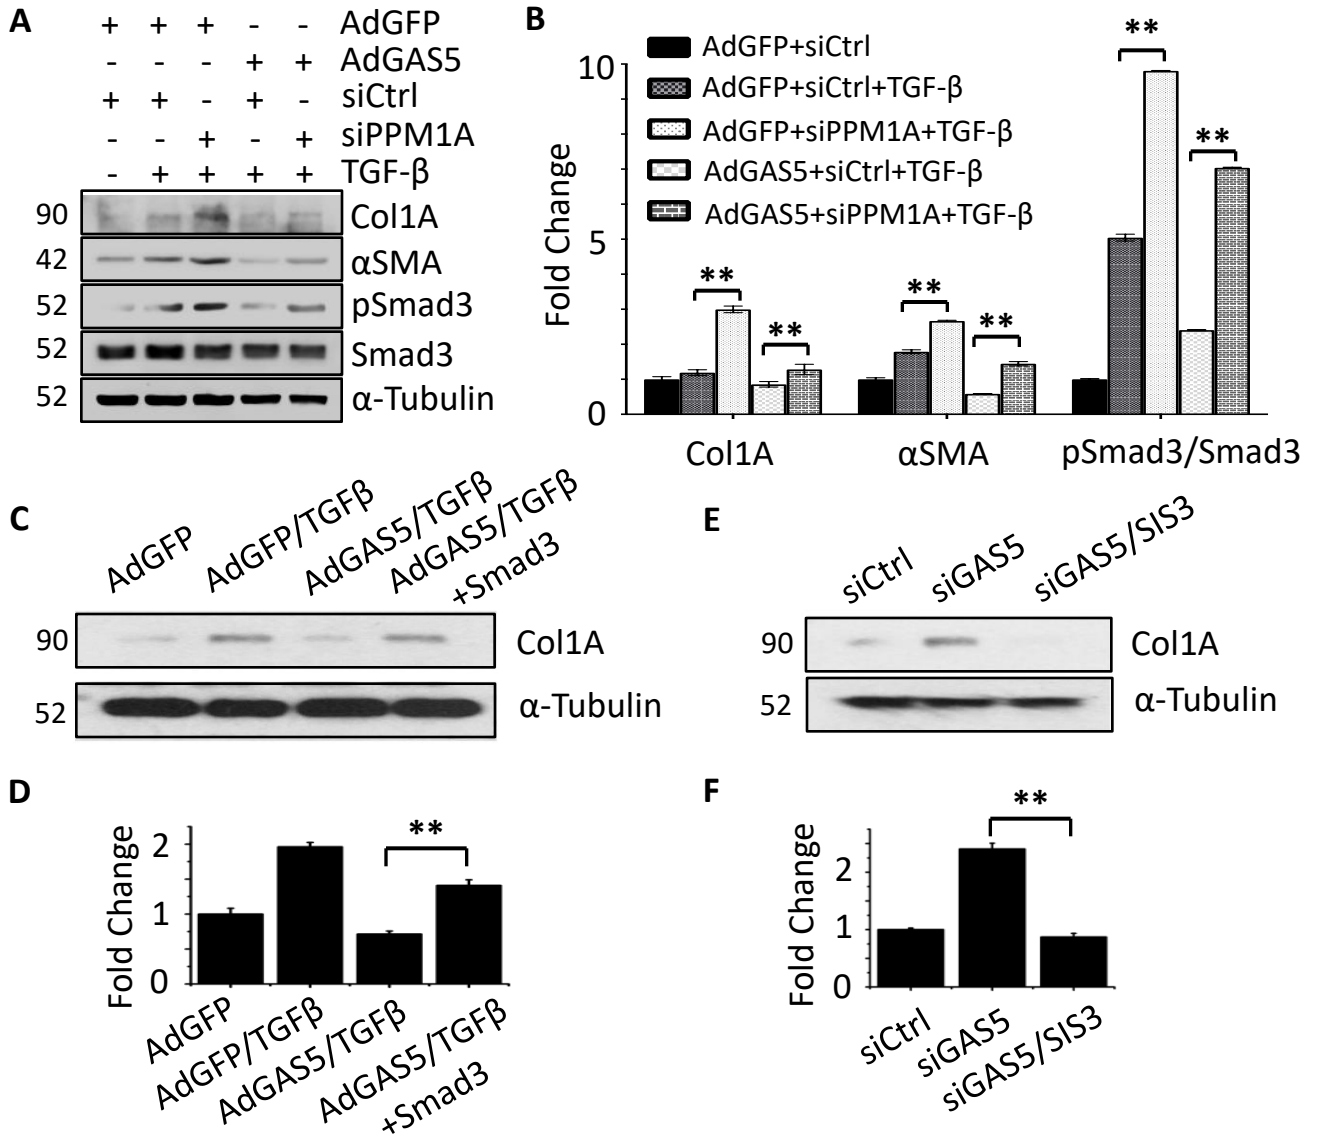 A
+ + + - - AdGFP
- - - + + AdGAS5
+ + - + - siCtrl
- - + - + siPPM1A
- + + + + TGF-β
90 Col1A
42 αSMA
52 pSmad3
52 Smad3
52 α-Tubulin
B
AdGFP+siCtrl
AdGFP+siCtrl+TGF-β
AdGFP+siPPM1A+TGF-β
AdGAS5+siCtrl+TGF-β
AdGAS5+siPPM1A+TGF-β
Fold Change
10
5
0
** ** ** ** ** **
Col1A αSMA pSmad3/Smad3
C
AdGFP
AdGFP/TGFβ
AdGAS5/TGFβ
AdGAS5/TGFβ
+Smad3
90 Col1A
52 α-Tubulin
E
siCtrl
siGAS5
siGAS5/SIS3
90 Col1A
52 α-Tubulin
D
Fold Change
2
1
0
**
AdGFP
AdGFP/TGFβ
AdGAS5/TGFβ
AdGAS5/TGFβ
+Smad3
F
Fold Change
2
1
0
**
siCtrl
siGAS5
siGAS5/SIS3